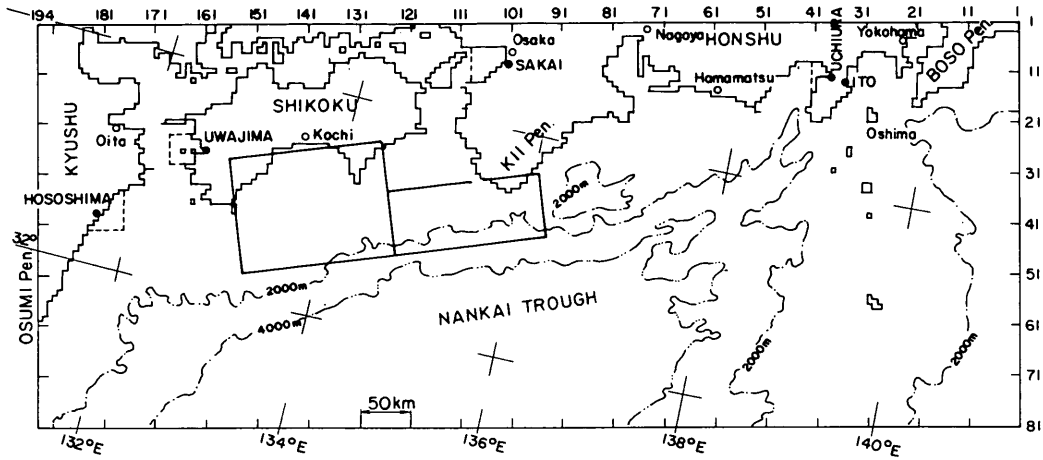 194 181 171 161 151 141 131 121 111 101 91 81 71 61 51 41 31 21 11 1
1
11
21
31
41
51
61
71
81
Osaka
SAKAI
Nagoya
HONSHU
Hamamatsu
UCHIURA
Yokohama
BOSO Pen.
ITO
Oshima
KYUSHU
SHIKOKU
Oita
UWAJIMA
Kochi
KII Pen.
HOSOSHIMA
OSUMI Pen.
2000m
2000m
4000m
NANKAI TROUGH
2000m
2000m
50km
132°E 134°E 136°E 138°E 140°E